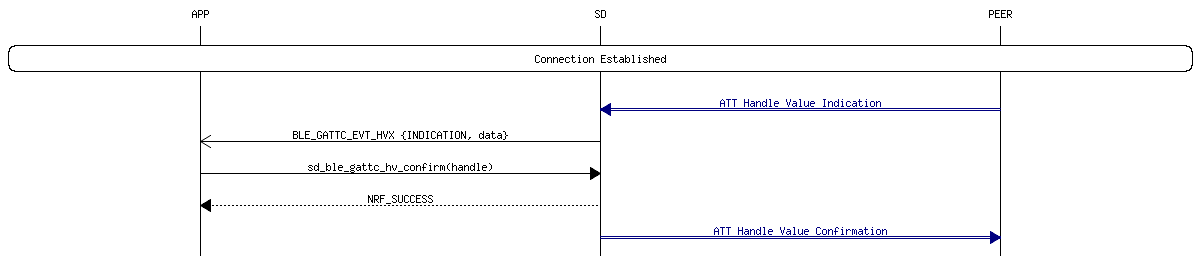 APP SD PEER
Connection Established
ATT Handle Value Indication
BLE_GATTC_EVT_HVX {INDICATION, data}
sd_ble_gattc_hv_confirm(handle)
NRF_SUCCESS
ATT Handle Value Confirmation